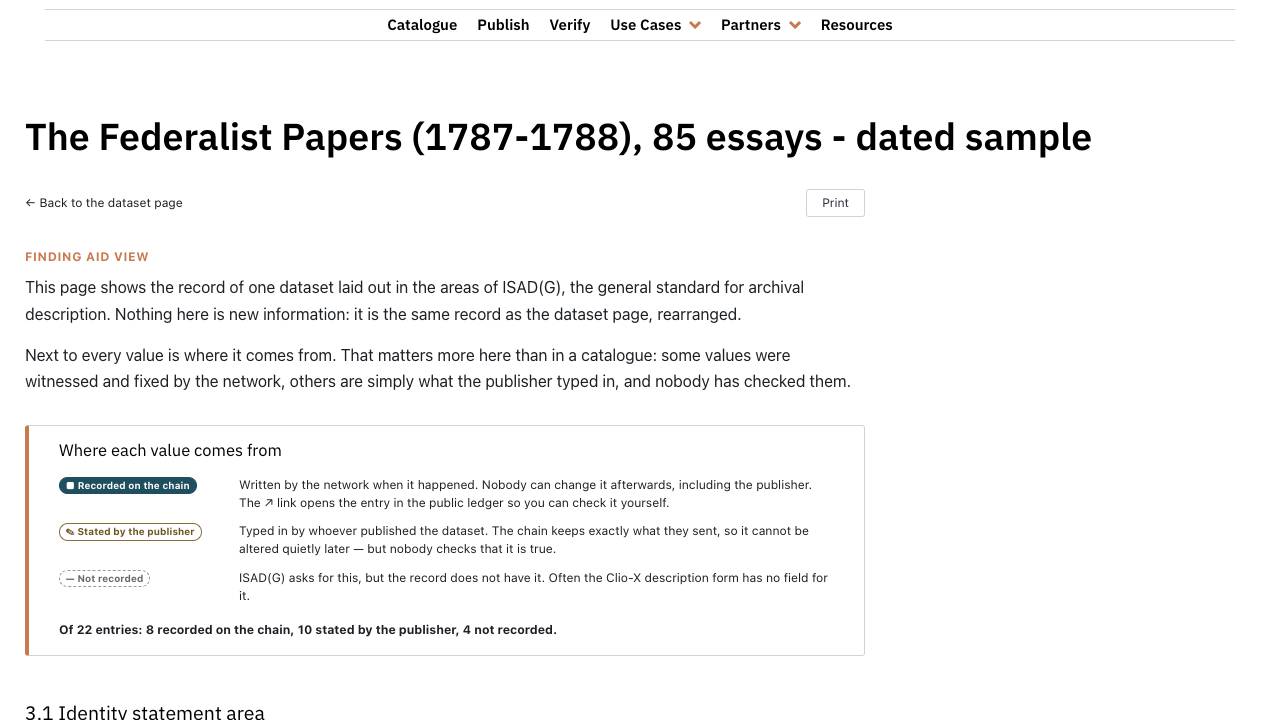 Catalogue Publish Verify Use Cases Partners Resources
The Federalist Papers (1787-1788), 85 essays - dated sample
← Back to the dataset page
Print
FINDING AID VIEW
This page shows the record of one dataset laid out in the areas of ISAD(G), the general standard for archival
description. Nothing here is new information: it is the same record as the dataset page, rearranged.
Next to every value is where it comes from. That matters more here than in a catalogue: some values were
witnessed and fixed by the network, others are simply what the publisher typed in, and nobody has checked them.
Where each value comes from
Recorded on the chain
Written by the network when it happened. Nobody can change it afterwards, including the publisher.
The ↗ link opens the entry in the public ledger so you can check it yourself.
✎ Stated by the publisher
Typed in by whoever published the dataset. The chain keeps exactly what they sent, so it cannot be
altered quietly later — but nobody checks that it is true.
— Not recorded
ISAD(G) asks for this, but the record does not have it. Often the Clio-X description form has no field for
it.
Of 22 entries: 8 recorded on the chain, 10 stated by the publisher, 4 not recorded.
3.1 Identity statement area